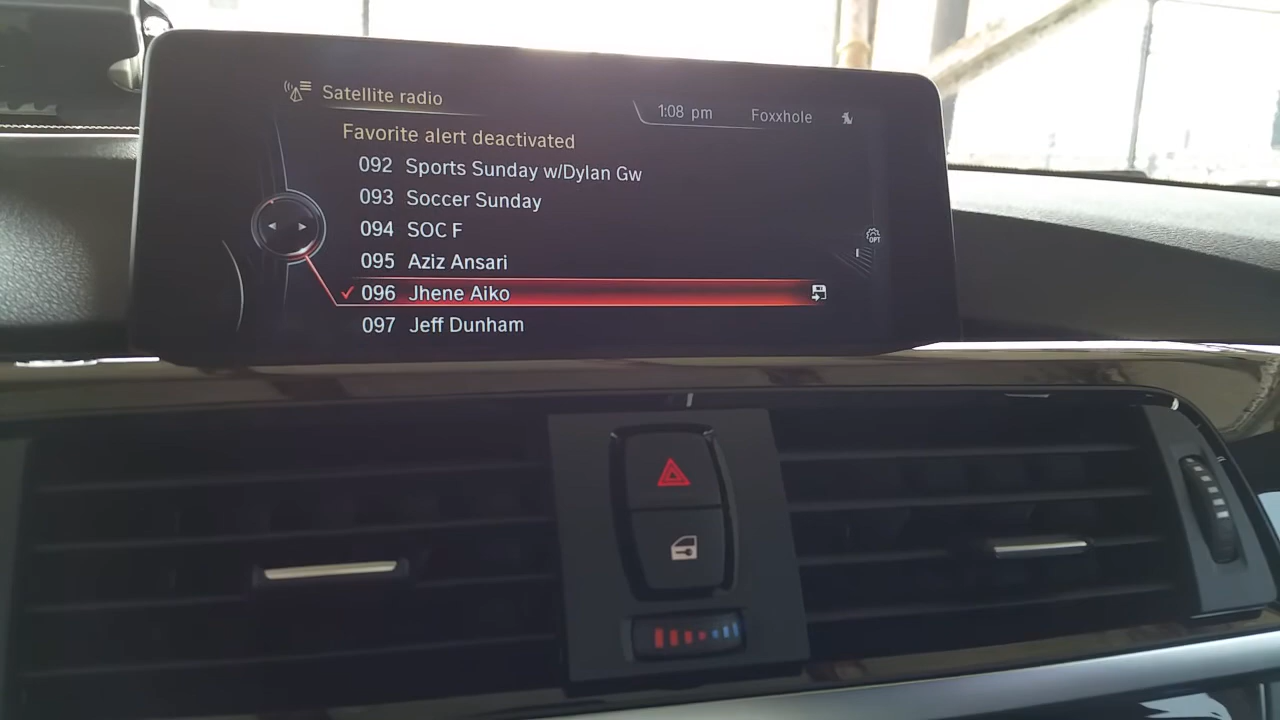 Satellite radio
1:08 pm Foxxhole
Favorite alert deactivated
092 Sports Sunday w/Dylan Gw
093 Soccer Sunday
094 SOC F
095 Aziz Ansari
096 Jhene Aiko
097 Jeff Dunham
OPT